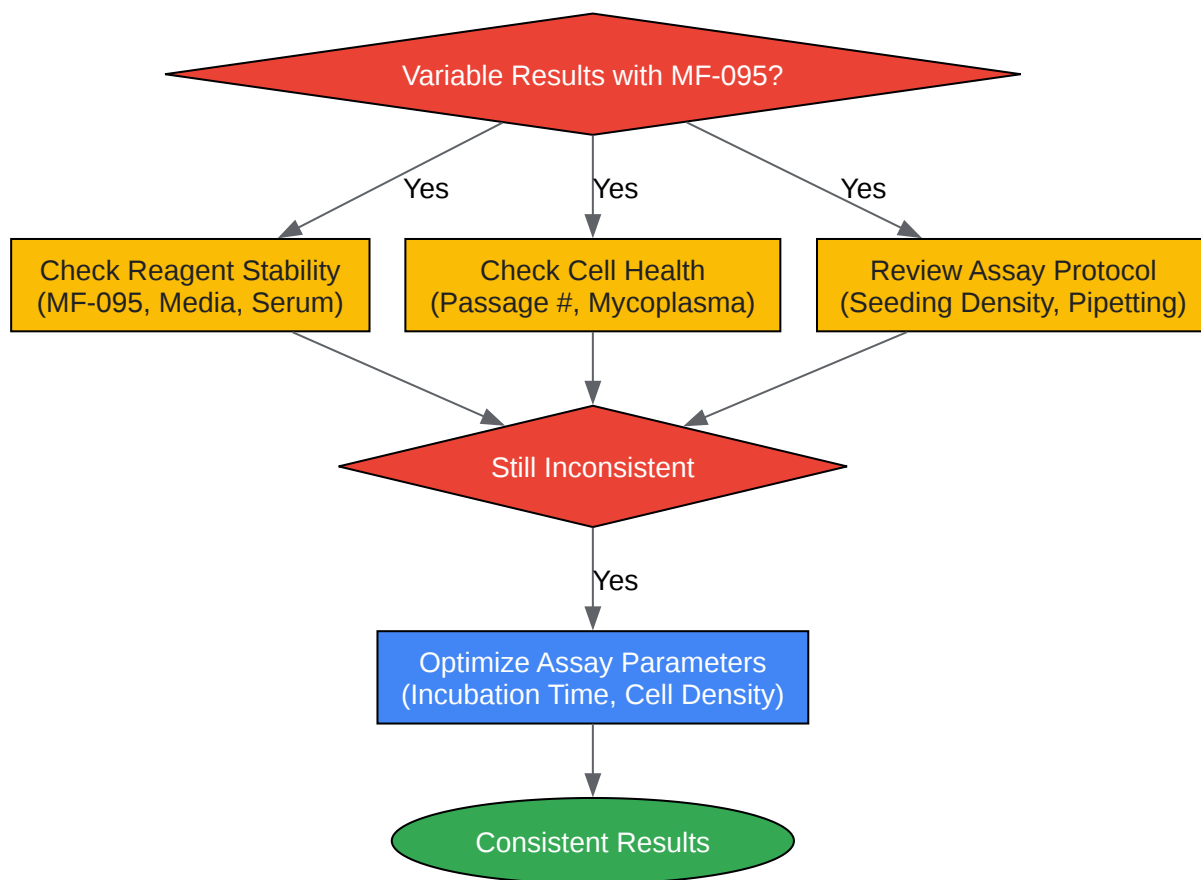 Variable Results with MF-095?
Yes
Yes
Yes
Check Reagent Stability
(MF-095, Media, Serum)
Check Cell Health
(Passage #, Mycoplasma)
Review Assay Protocol
(Seeding Density, Pipetting)
Still Inconsistent
Yes
Optimize Assay Parameters
(Incubation Time, Cell Density)
Consistent Results